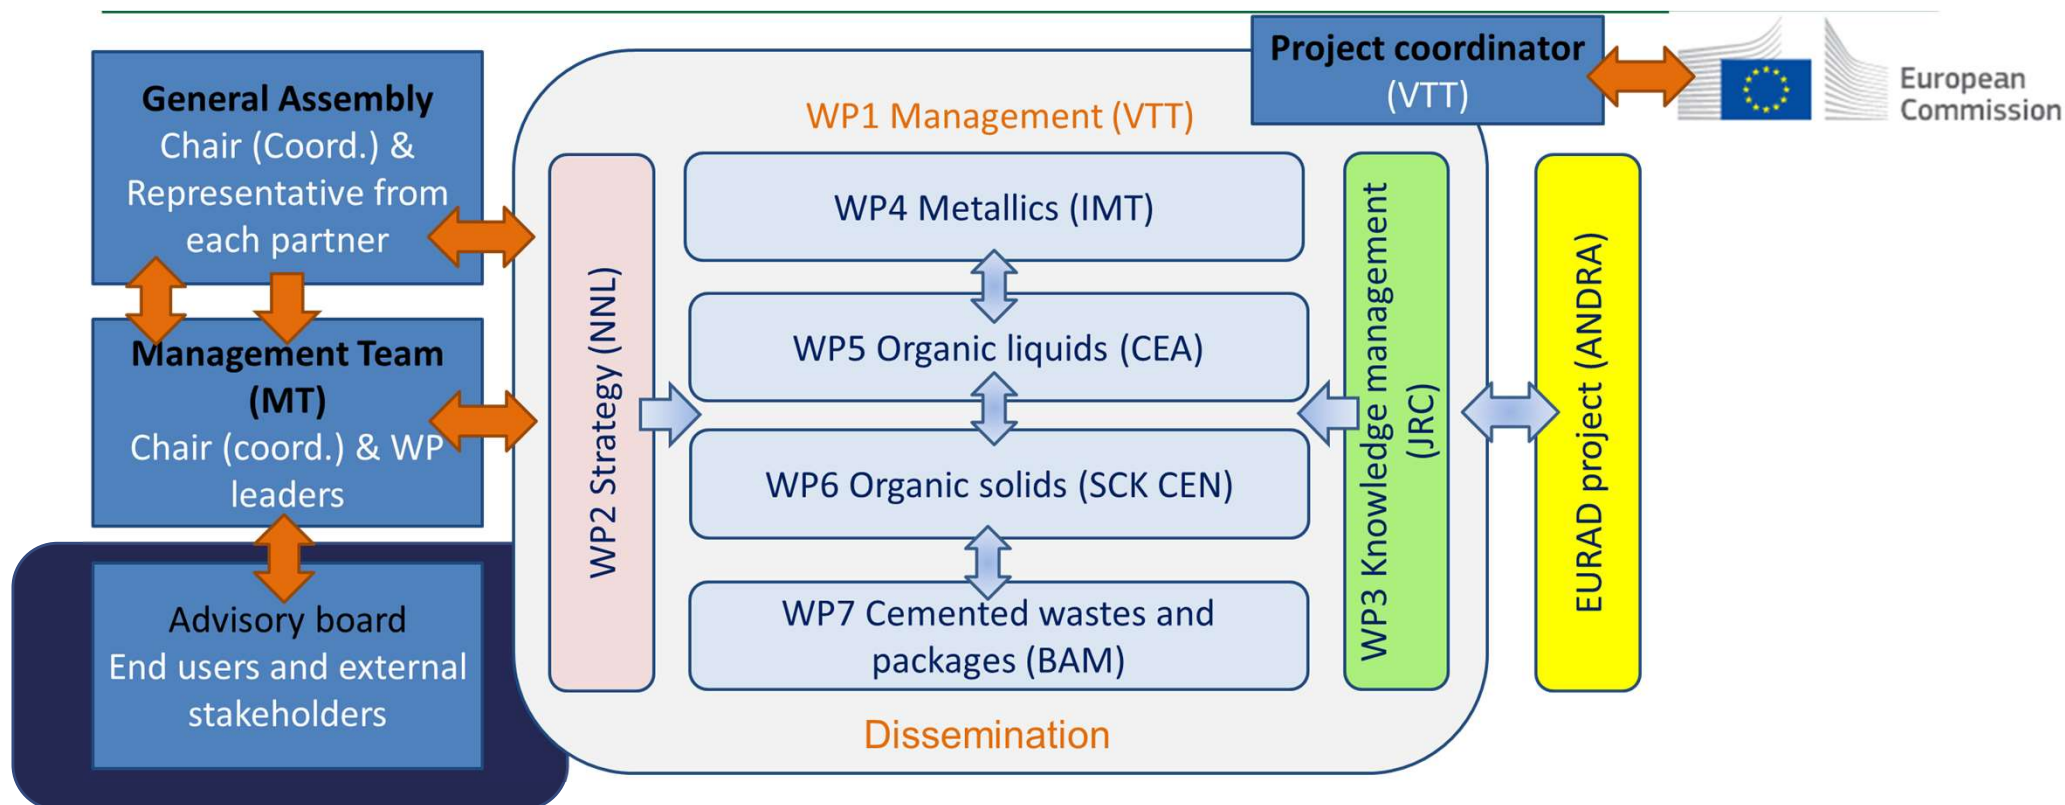 General Assembly
Chair (Coord.) &
Representative from
each partner
Management Team
(MT)
Chair (coord.) & WP
leaders
Advisory board
End users and external
stakeholders
WP1 Management (VTT)
WP2 Strategy (NNL)
WP4 Metallics (IMT)
WP5 Organic liquids (CEA)
WP6 Organic solids (SCK CEN)
WP7 Cemented wastes and
packages (BAM)
Dissemination
WP3 Knowledge management
(JRC)
Project coordinator
(VTT)
EURAD project (ANDRA)
European
Commission